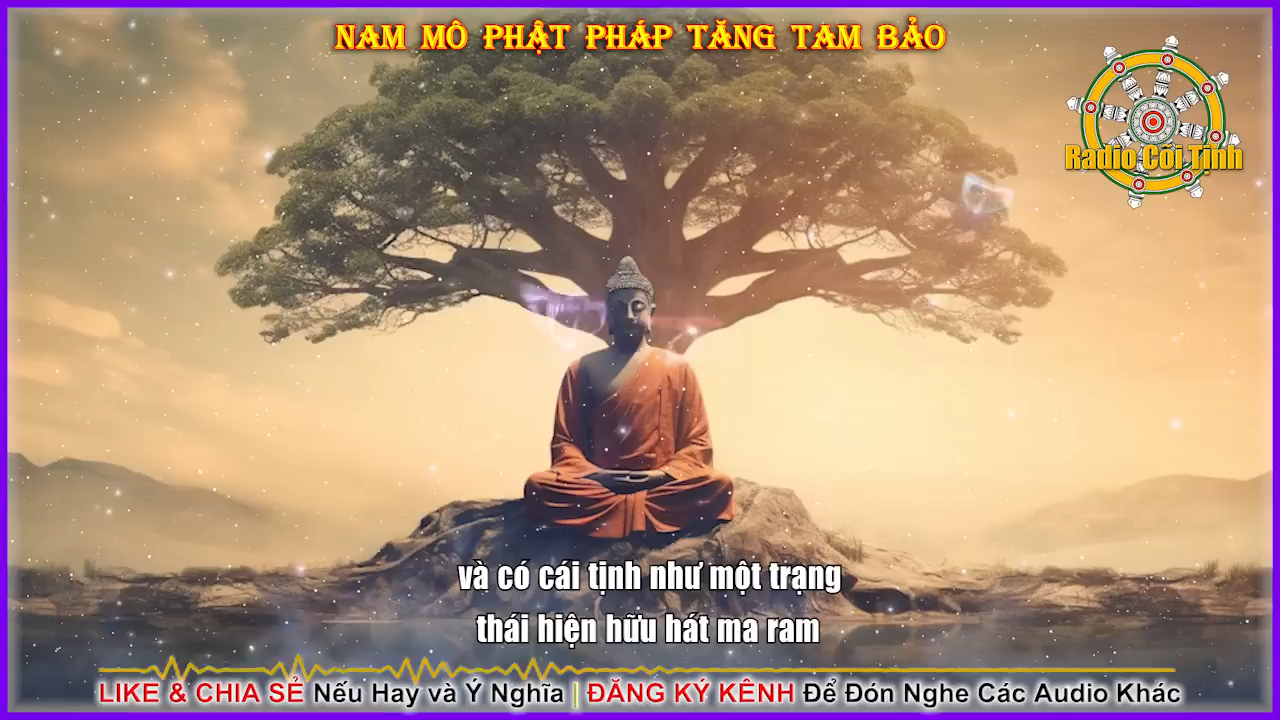 NAM MÔ PHẬT PHÁP TĂNG TAM BẢO
Radio Cõi Tịnh
và có cái tịnh như một trạng
thái hiện hữu hát ma ram
LIKE & CHIA SẺ Nếu Hay và Ý Nghĩa | ĐĂNG KÝ KÊNH Để Đón Nghe Các Audio Khác